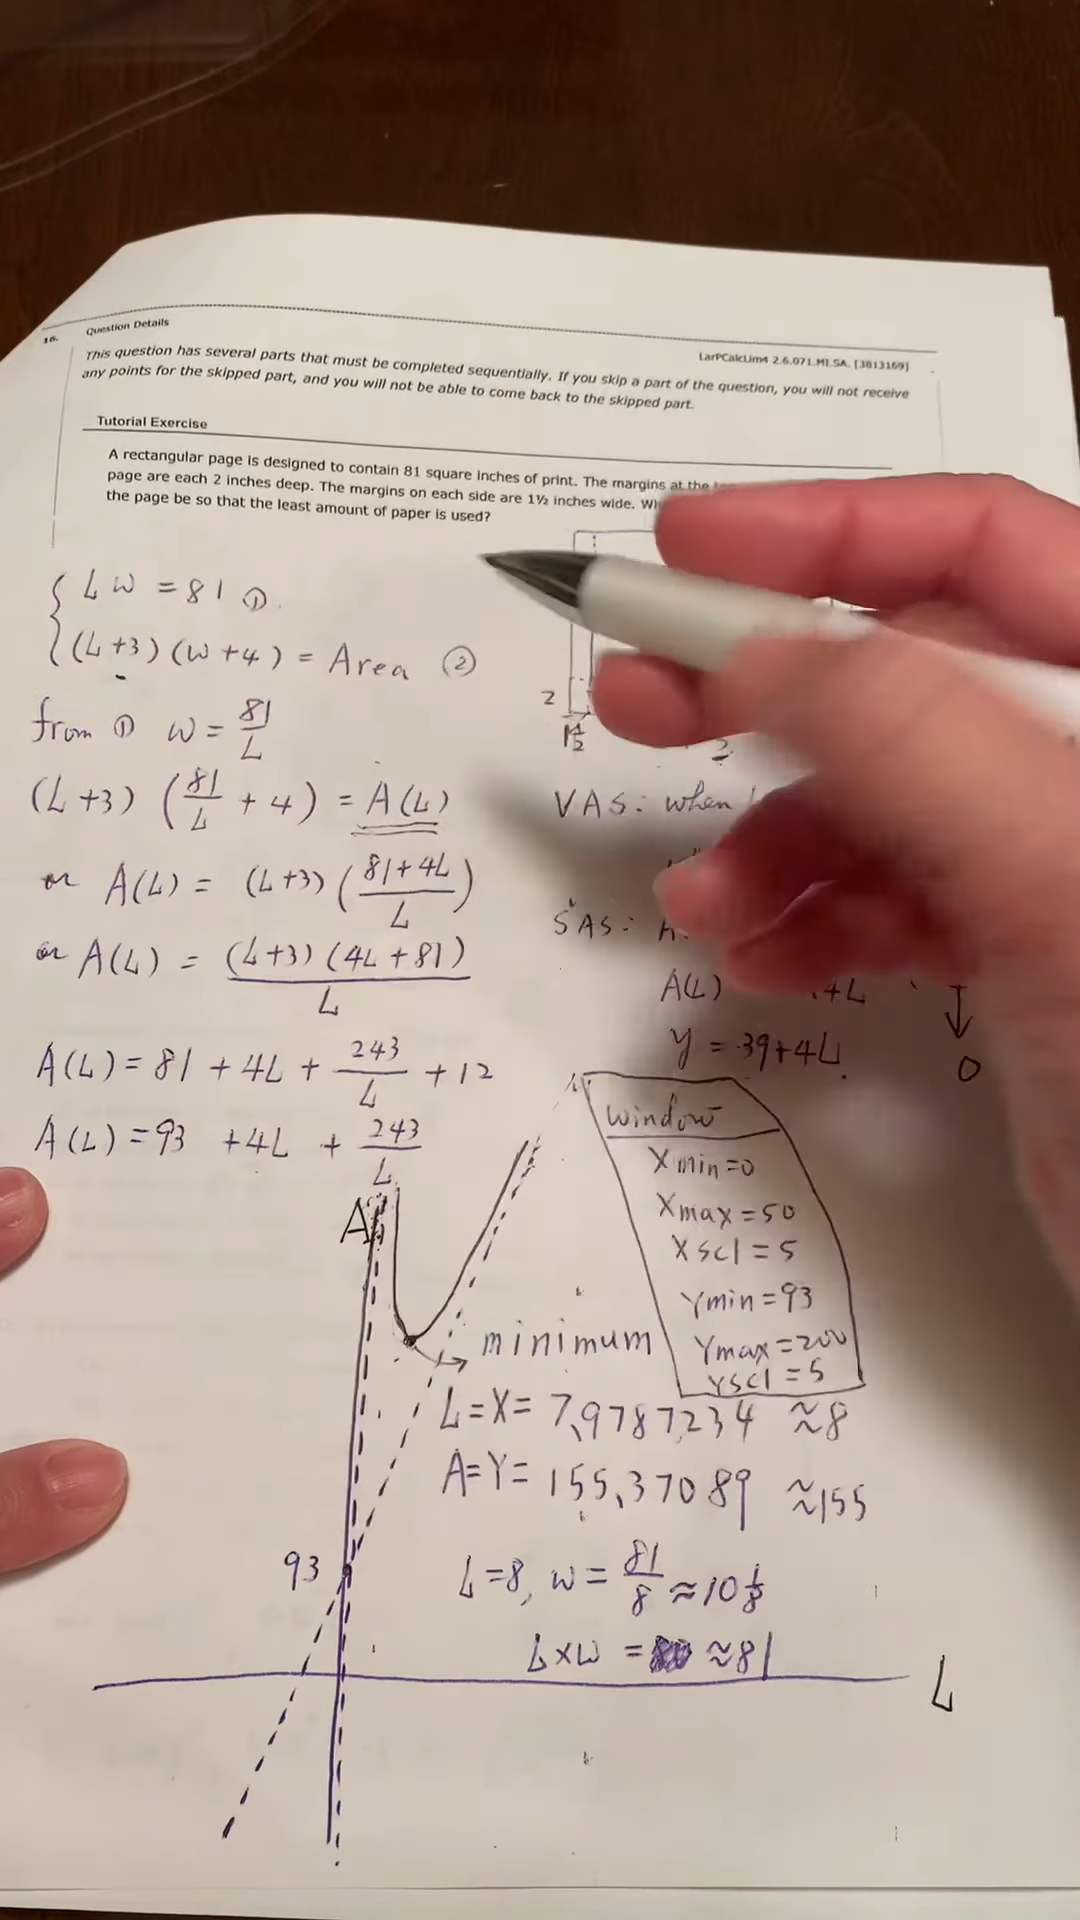 16.
Question Details
LarPCalcLim4 2.6.071.MI.SA. [3813169]
This question has several parts that must be completed sequentially. If you skip a part of the question, you will not receive
any points for the skipped part, and you will not be able to come back to the skipped part.
Tutorial Exercise
A rectangular page is designed to contain 81 square inches of print. The margins at the
page are each 2 inches deep. The margins on each side are 1½ inches wide.
the page be so that the least amount of paper is used?
L W = 81 ①
(L+3)(W+4) = Area ②
from ① W = 81/L
(L+3)(81/L + 4) = A(L)
or A(L) = (L+3)(81+4L/L)
or A(L) = (L+3)(4L+81)/L
A(L) = 81 + 4L + 243/L + 12
A(L) = 93 + 4L + 243/L
2
VAS: when
SAS:
A(L) +4L
0
window
Xmin=0
Xmax=50
Xscl=5
Ymin=93
Ymax=200
Yscl=5
A
minimum
L=X= 7.9787234 ≈8
A=Y= 155.37089 ≈155
93
L=8, W= 81/8 ≈10 1/8
L×W = ≈81
L